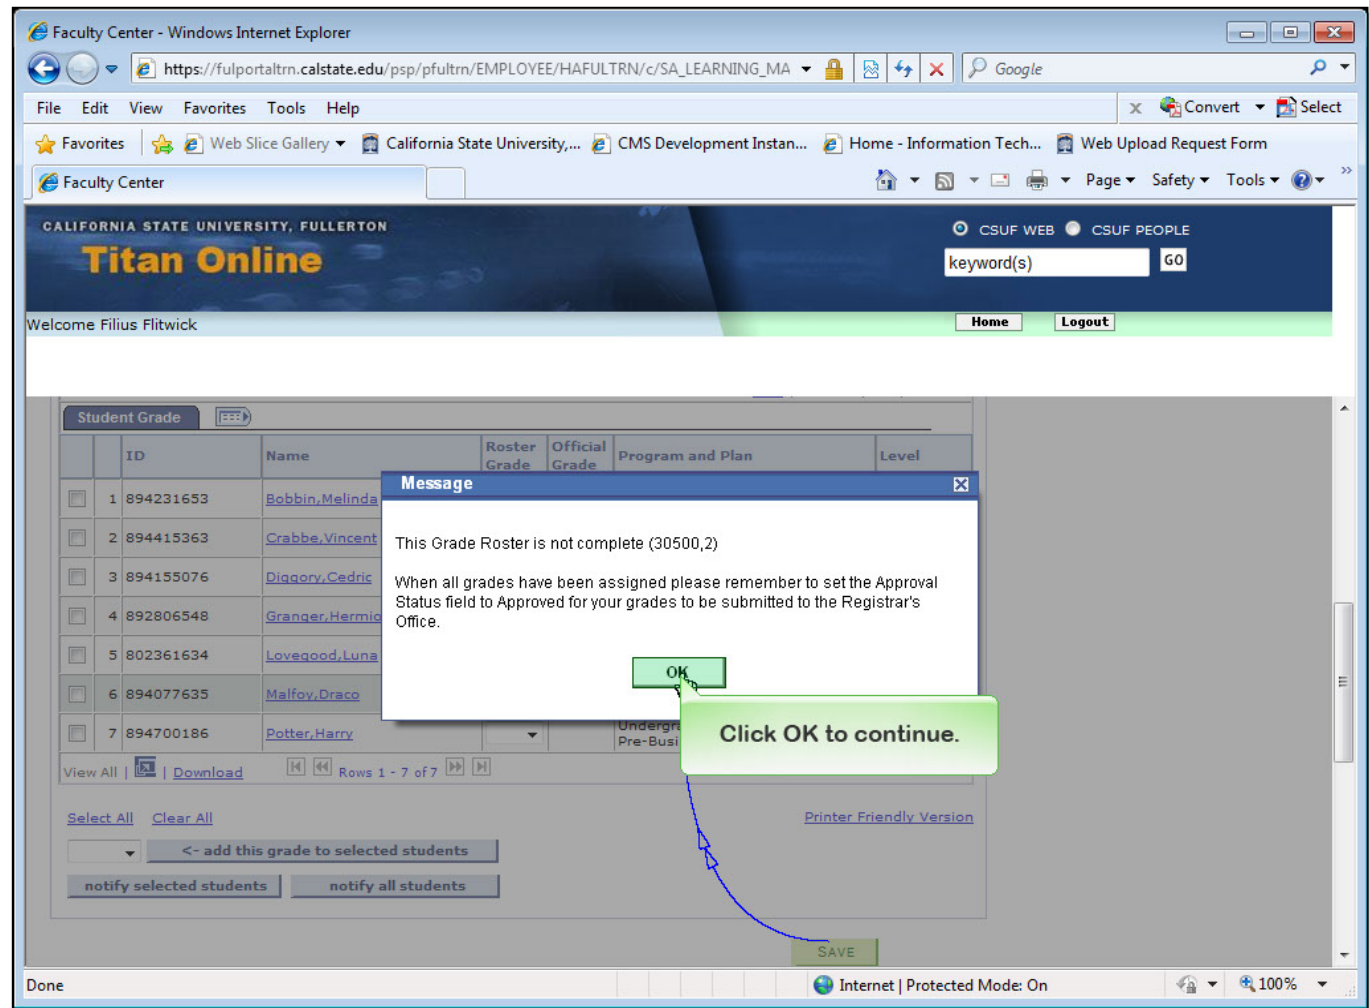 Faculty Center - Windows Internet Explorer
https://fulportaltrn.calstate.edu/psp/pfultrn/EMPLOYEE/HAFULTRN/c/SA_LEARNING_MA
Google
File Edit View Favorites Tools Help
x Convert Select
Favorites Web Slice Gallery California State University,... CMS Development Instan... Home - Information Tech... Web Upload Request Form
Faculty Center
Page Safety Tools
CALIFORNIA STATE UNIVERSITY, FULLERTON
Titan Online
CSUF WEB CSUF PEOPLE
keyword(s) GO
Welcome Filius Flitwick
Home Logout
Student Grade
ID Name Roster Grade Official Grade Program and Plan Level
1 894231653 Bobbin,Melinda
2 894415363 Crabbe,Vincent
3 894155076 Diggory,Cedric
4 892806548 Granger,Hermio
5 802361634 Lovegood,Luna
6 894077635 Malfoy,Draco
7 894700186 Potter,Harry
Undergra
Pre-Busi
Message
This Grade Roster is not complete (30500,2)
When all grades have been assigned please remember to set the Approval
Status field to Approved for your grades to be submitted to the Registrar's
Office.
OK
Click OK to continue.
View All | | Download Rows 1 - 7 of 7
Select All Clear All
Printer Friendly Version
<- add this grade to selected students
notify selected students notify all students
SAVE
Done
Internet | Protected Mode: On
100%